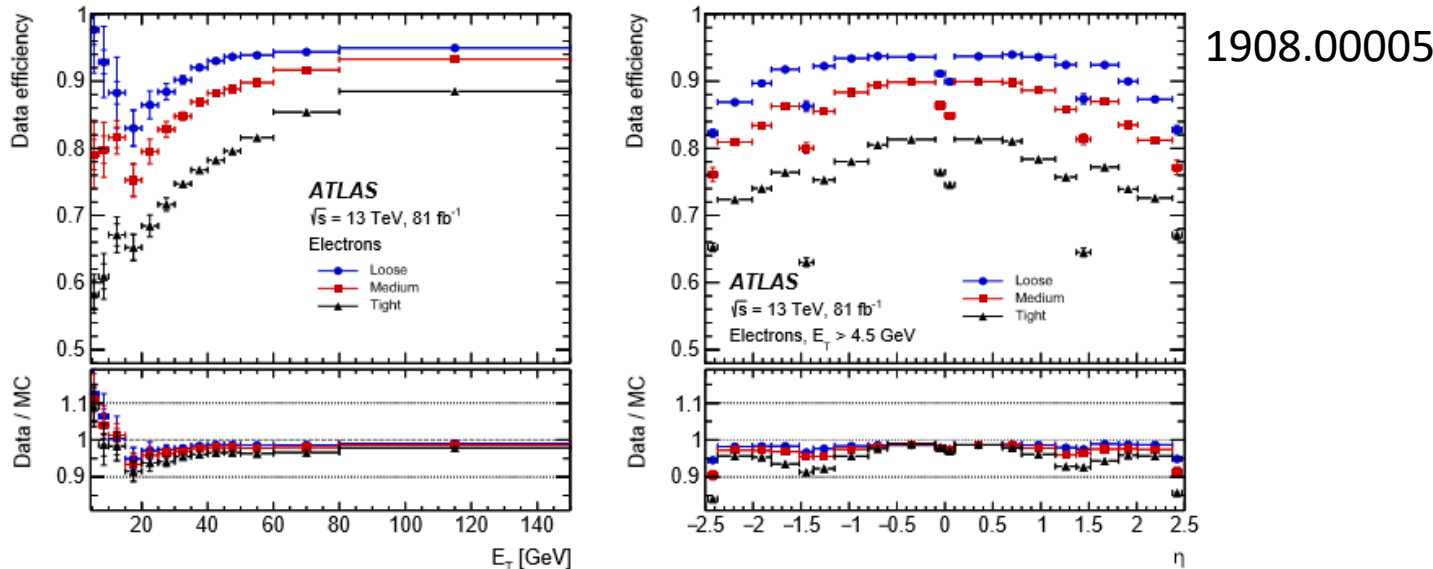 Data efficiency
1
0.9
0.8
0.7
0.6
0.5
ATLAS
√s = 13 TeV, 81 fb⁻¹
Electrons
Loose
Medium
Tight
Data / MC
1.1
1
0.9
20 40 60 80 100 120 140
E_T [GeV]
Data efficiency
1
0.9
0.8
0.7
0.6
0.5
ATLAS
√s = 13 TeV, 81 fb⁻¹
Electrons, E_T > 4.5 GeV
Loose
Medium
Tight
Data / MC
1.1
1
0.9
−2.5 −2 −1.5 −1 −0.5 0 0.5 1 1.5 2 2.5
η
1908.00005